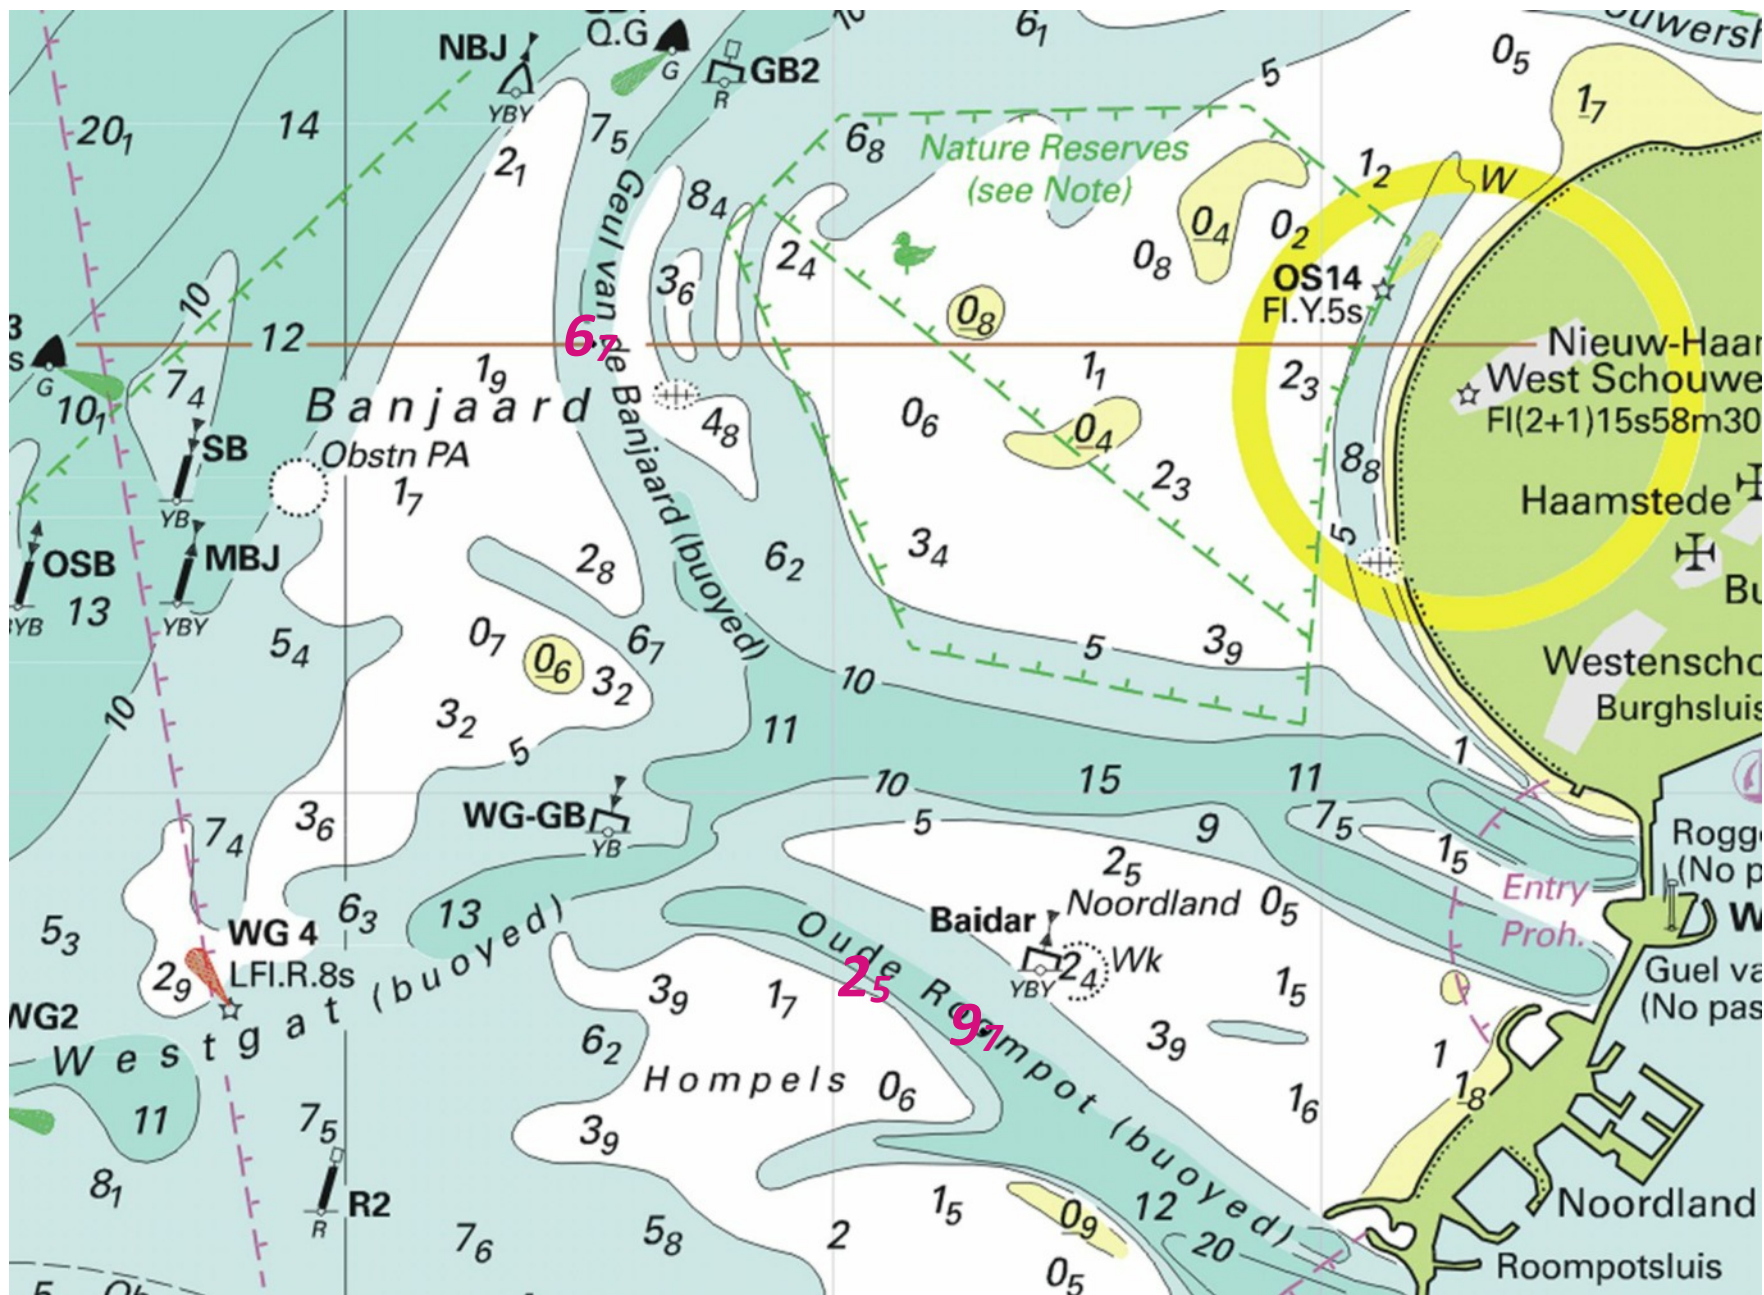 6₁
0₅
5
Q.G
G
NBJ
YBY
GB2
R
1₇
20₁
14
2₁
7₅
6₈
Nature Reserves
(see Note)
1₂
W
8₄
Geul van de Banjaard (buoyed)
0₄
0₂
2₄
0₈
OS14
Fl.Y.5s
10
3₆
0₈
6₇
12
Nieuw-Haa
West Schouwe
Fl(2+1)15s58m30
7₄
1₉
1₁
2₃
G
10₁
Banjaard
4₈
0₆
0₄
SB
Obstn PA
1₇
2₃
8₈
Haamstede
YB
OSB
13
MBJ
2₈
6₂
3₄
5
YBY
5₄
0₇
0₆
3₂
6₇
5
3₉
Westenscho
Burghsluis
10
3₂
10
11
5
1
10
15
11
WG-GB
YB
3₆
7₄
5
9
7₅
1₅
Rogg
(No p
2₅
Noordland
0₅
Entry
Proh.
6₃
13
5₃
WG 4
LFl.R.8s
2₉
Westgat (buoyed)
Oude Roompot (buoyed)
Baidar
2₄
Wk
YBY
2₅
3₉
1₇
1₅
Guel va
(No pas
WG2
9₇
6₂
3₉
1
Hompels
0₆
1₈
1₆
11
7₅
3₉
8₁
R2
R
1₅
0₉
12
Noordland
7₆
5₈
2
20
0₅
Roompotsluis